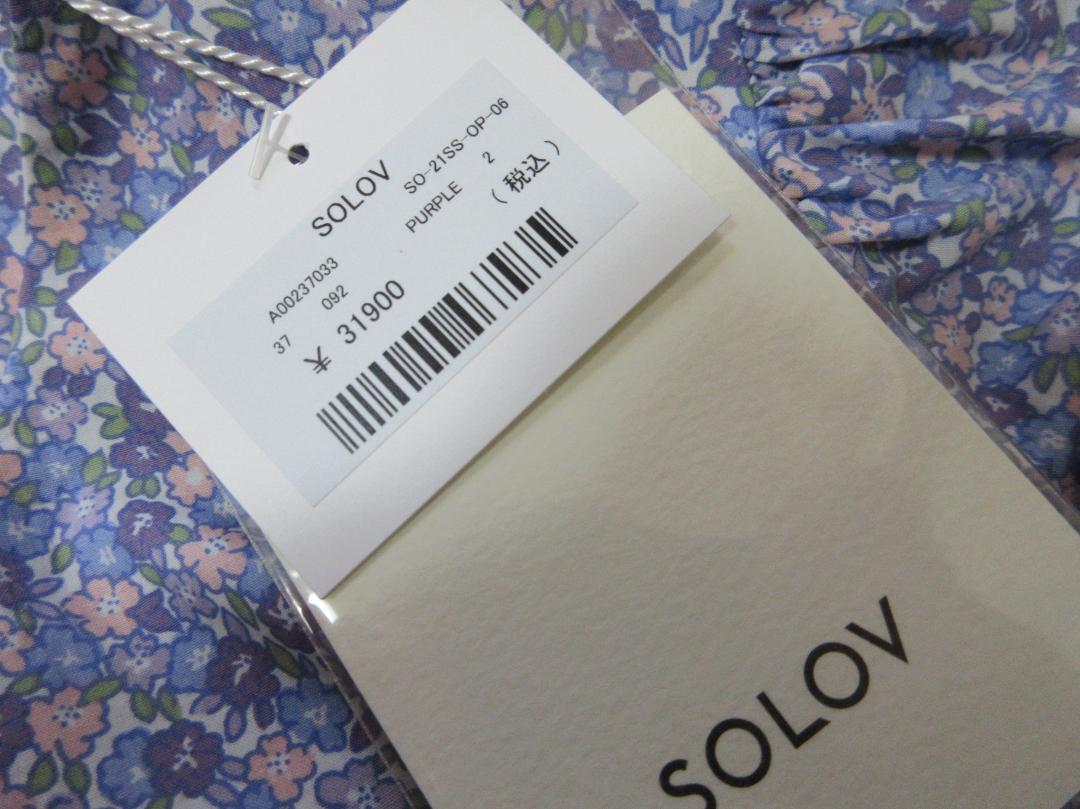 SOLOV
SO-21SS-OP-06
PURPLE 2
A00237033
37 092
¥ 31900 (税込)
SOLOV